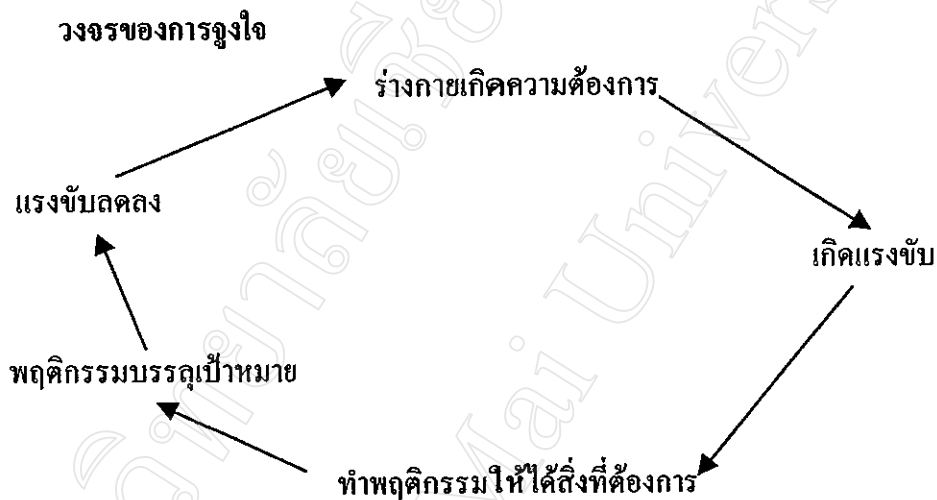 วงจรของการจูงใจ
ร่างกายเกิดความต้องการ
แรงขับลดลง
เกิดแรงขับ
พฤติกรรมบรรลุเป้าหมาย
ทำพฤติกรรมให้ได้สิ่งที่ต้องการ
Mai Univers